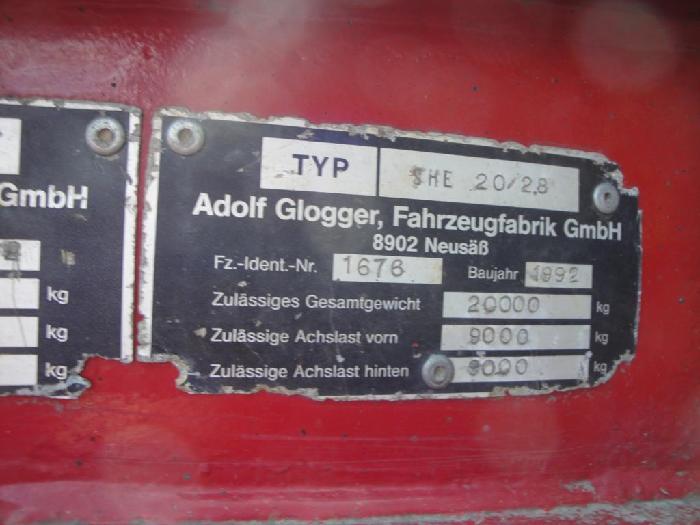 GmbH
kg
kg
kg
TYP SHE 20/2,8
Adolf Glogger, Fahrzeugfabrik GmbH
8902 Neusäß
Fz.-Ident.-Nr. 1676 Baujahr 1992
Zulässiges Gesamtgewicht 20000 kg
Zulässige Achslast vorn 9000 kg
Zulässige Achslast hinten 9000 kg